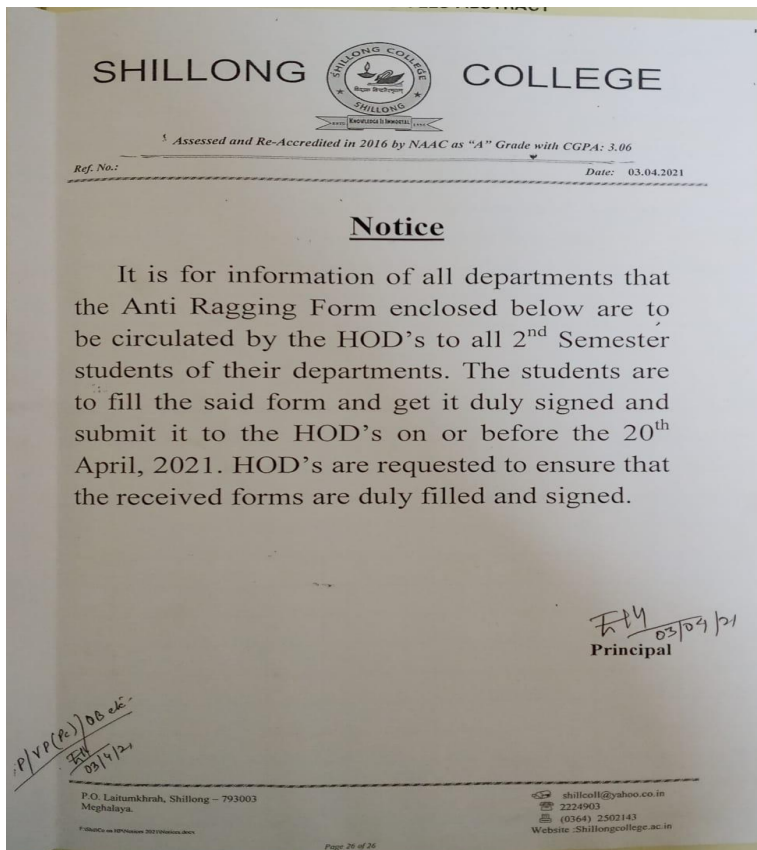 SHILLONG COLLEGE
SHILLONG COLLEGE
SHILLONG
KNOWLEDGE IS IMMORTAL
Assessed and Re-Accredited in 2016 by NAAC as “A” Grade with CGPA: 3.06
Ref. No.: Date: 03.04.2021
Notice
It is for information of all departments that
the Anti Ragging Form enclosed below are to
be circulated by the HOD’s to all 2nd Semester
students of their departments. The students are
to fill the said form and get it duly signed and
submit it to the HOD’s on or before the 20th
April, 2021. HOD’s are requested to ensure that
the received forms are duly filled and signed.
03/04/21
Principal
P/VP(Pc)/OB etc-
03/4/21
P.O. Laitumkhrah, Shillong – 793003
Meghalaya.
shillcoll@yahoo.co.in
2224903
(0364) 2502143
Website :Shillongcollege.ac.in
Page 26 of 26